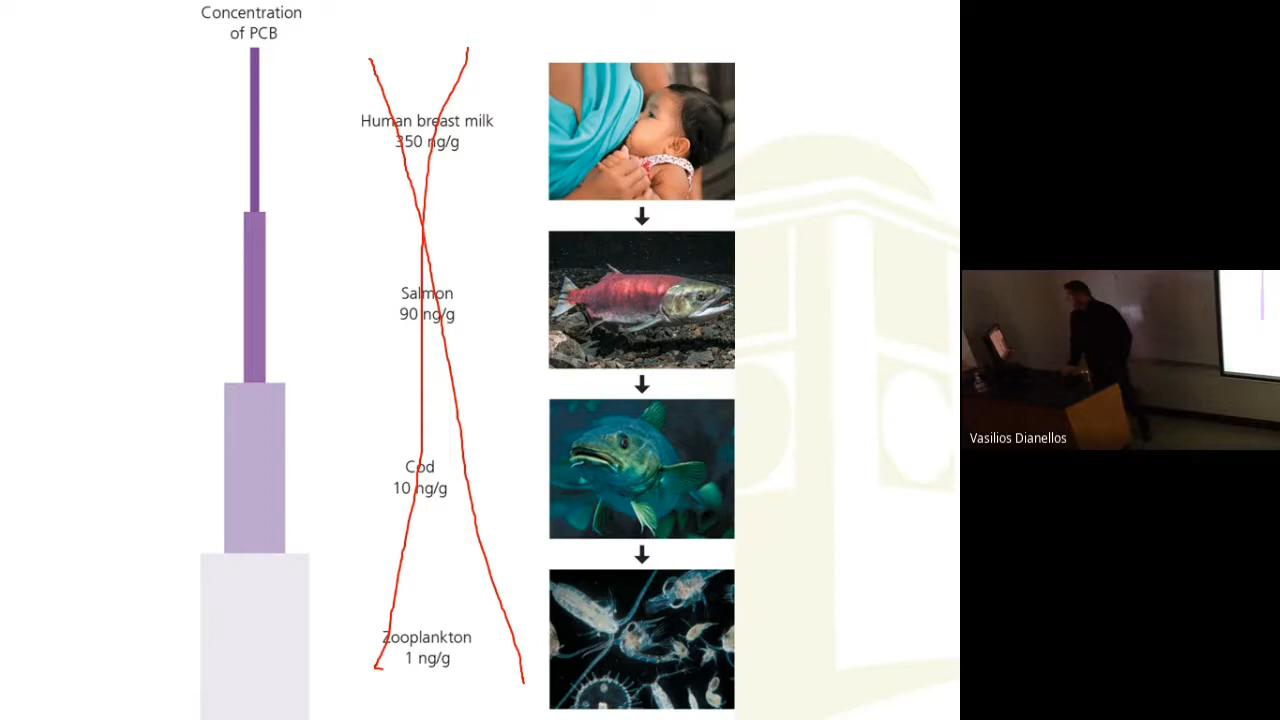 Concentration
of PCB
Human breast milk
350 ng/g
Salmon
90 ng/g
Cod
10 ng/g
Zooplankton
1 ng/g
Vasilios Dianellos